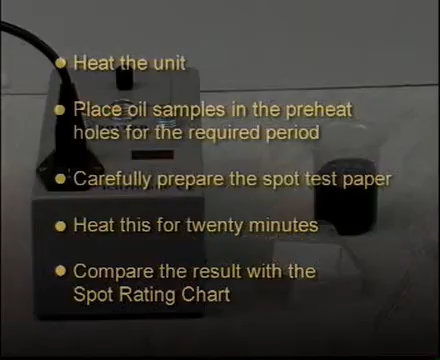 Heat the unit
Place oil samples in the preheat
holes for the required period
Carefully prepare the spot test paper
Heat this for twenty minutes
Compare the result with the
Spot Rating Chart